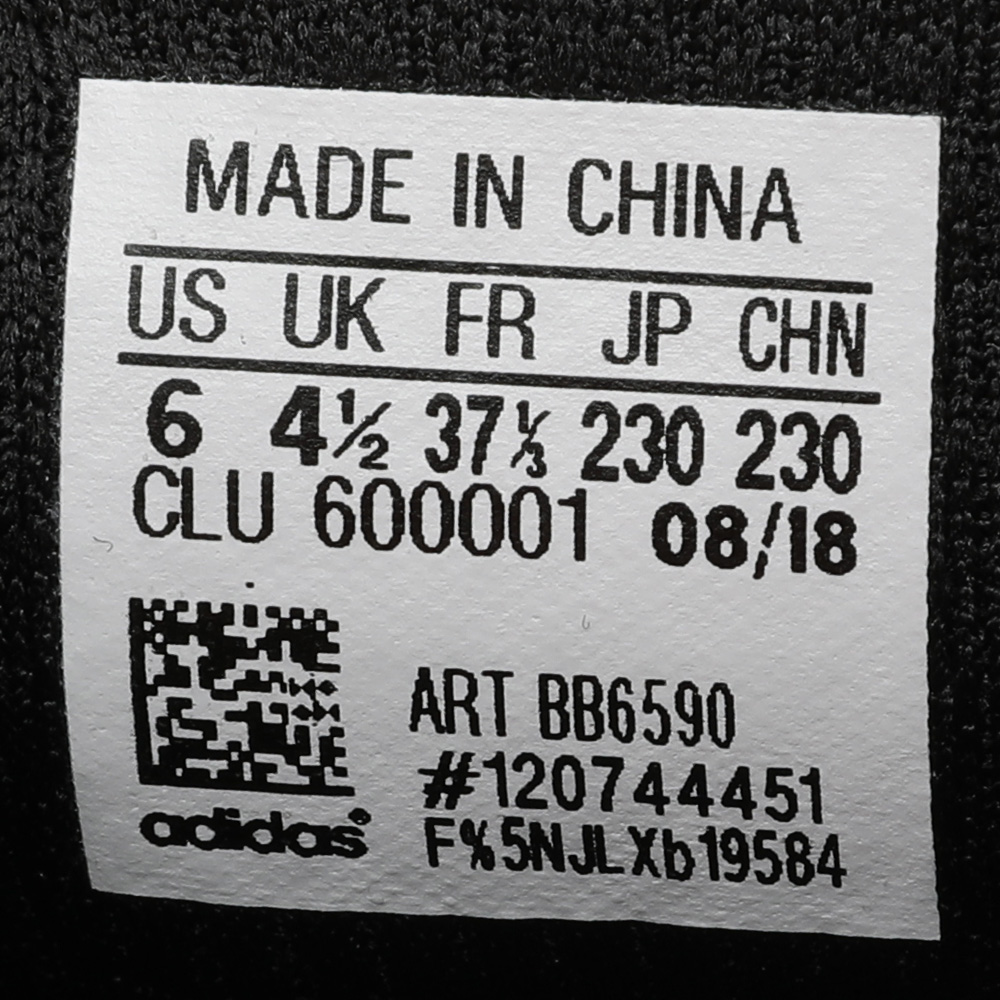 MADE IN CHINA
US UK FR JP CHN
6 4½ 37⅓ 230 230
CLU 600001 08/18
ART BB6590
#120744451
adidas®
F%5NJLXb19584